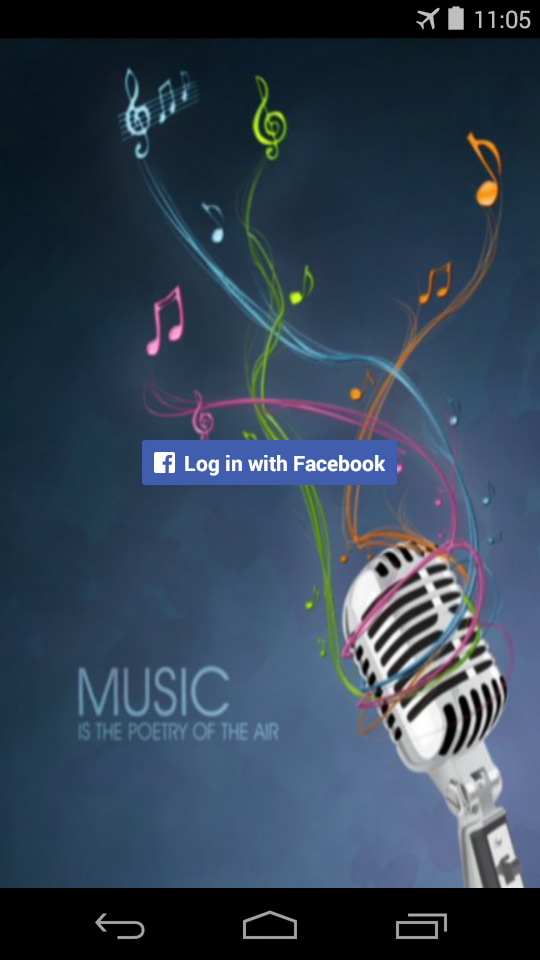 11:05
Log in with Facebook
MUSIC
IS THE POETRY OF THE AIR